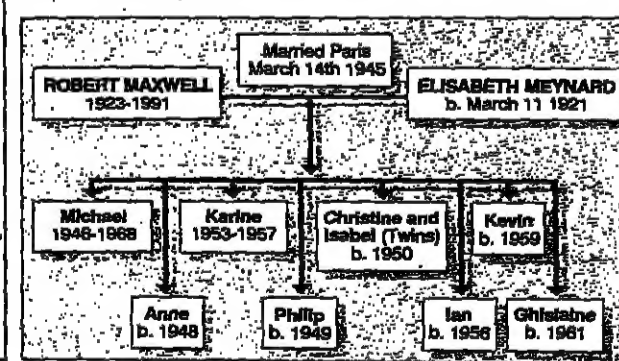 Married Paris
March 14th 1945
ROBERT MAXWELL
1923-1991
ELISABETH MEYNARD
b. March 11 1921
Michael
1946-1968
Karine
1953-1957
Christine and
Isabel (Twins)
b. 1950
Kevin
b. 1959
Anne
b. 1948
Philip
b. 1949
Ian
b. 1956
Ghislaine
b. 1961